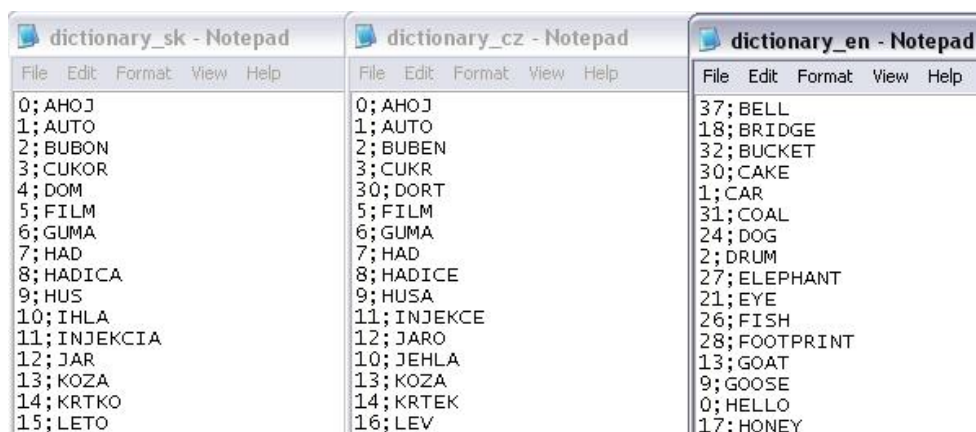 dictionary_sk - Notepad
File Edit Format View Help
0;AHOJ
1;AUTO
2;BUBON
3;CUKOR
4;DOM
5;FILM
6;GUMA
7;HAD
8;HADICA
9;HUS
10;IHLA
11;INJEKCIA
12;JAR
13;KOZA
14;KRTKO
15;LETO
dictionary_cz - Notepad
File Edit Format View Help
0;AHOJ
1;AUTO
2;BUBEN
3;CUKR
30;DORT
5;FILM
6;GUMA
7;HAD
8;HADICE
9;HUSA
11;INJEKCE
12;JARO
10;JEHLA
13;KOZA
14;KRTEK
16;LEV
dictionary_en - Notepad
File Edit Format View Help
37;BELL
18;BRIDGE
32;BUCKET
30;CAKE
1;CAR
31;COAL
24;DOG
2;DRUM
27;ELEPHANT
21;EYE
26;FISH
28;FOOTPRINT
13;GOAT
9;GOOSE
0;HELLO
17;HONEY